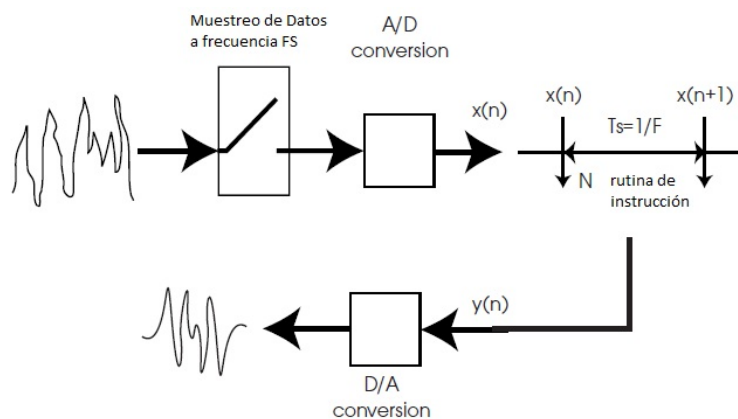 Muestreo de Datos
a frecuencia FS
A/D
conversion
x(n)
x(n)
x(n+1)
Ts=1/F
N
rutina de
instrucción
y(n)
D/A
conversion